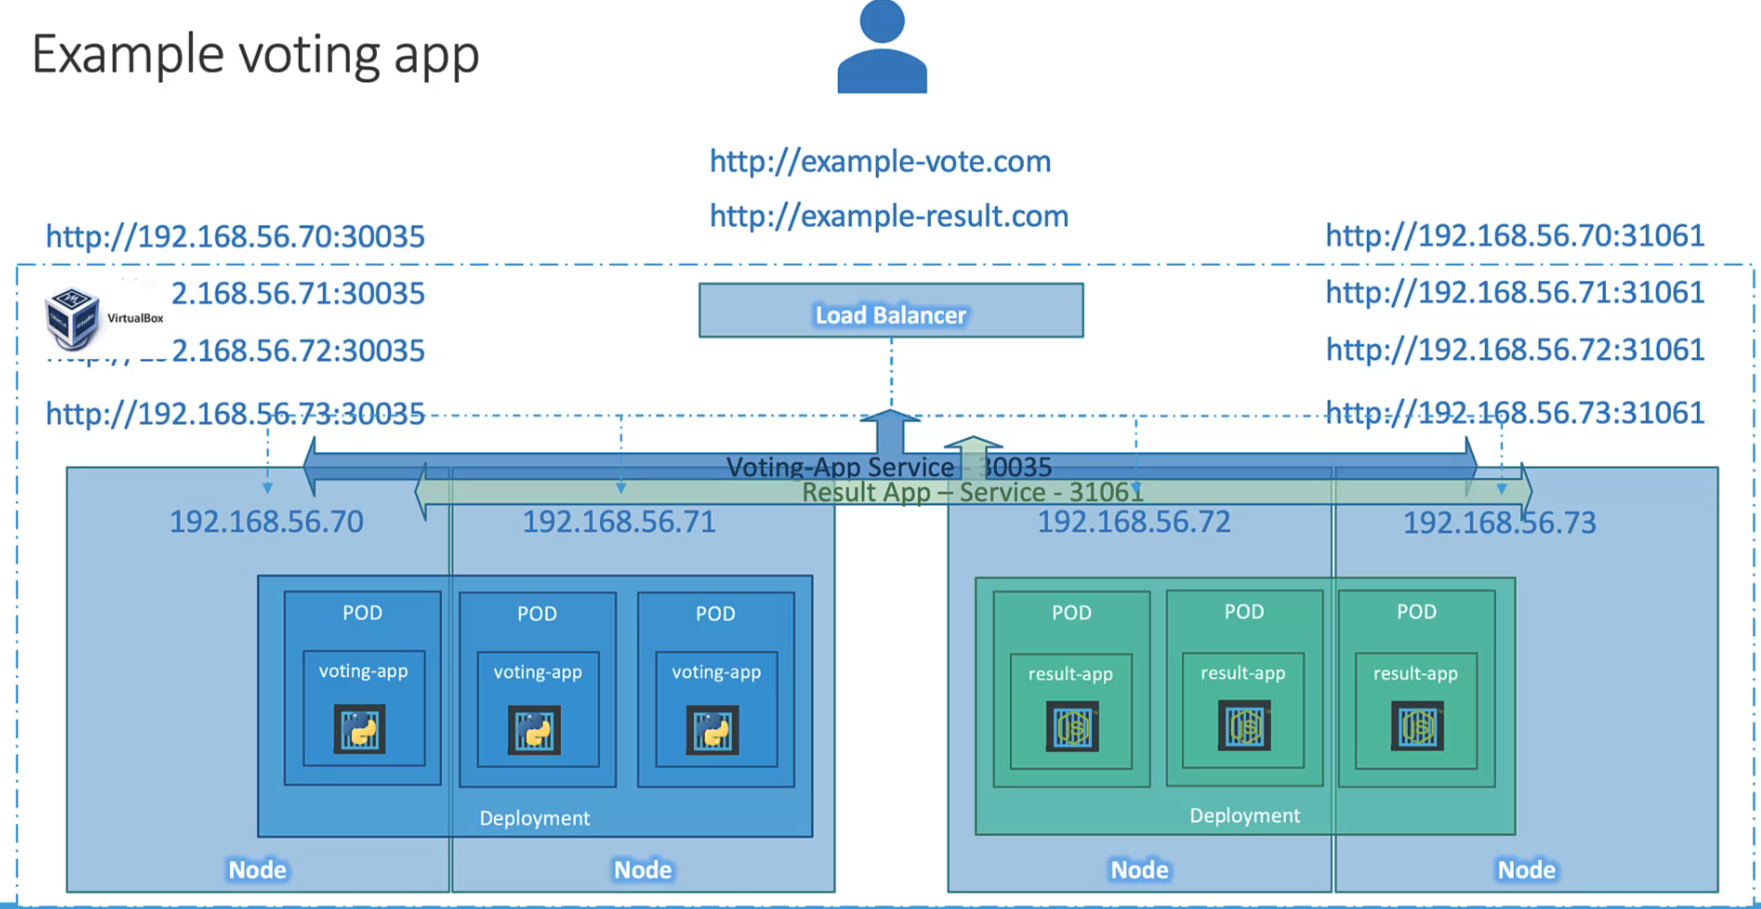 Example voting app
http://example-vote.com
http://example-result.com
http://192.168.56.70:30035
2.168.56.71:30035
2.168.56.72:30035
http://192.168.56.73:30035
VirtualBox
http://192.168.56.70:31061
http://192.168.56.71:31061
http://192.168.56.72:31061
http://192.168.56.73:31061
Load Balancer
Voting-App Service - 30035
Result App – Service - 31061
192.168.56.70
192.168.56.71
192.168.56.72
192.168.56.73
POD
POD
POD
voting-app
voting-app
voting-app
Deployment
POD
POD
POD
result-app
result-app
result-app
Deployment
Node
Node
Node
Node